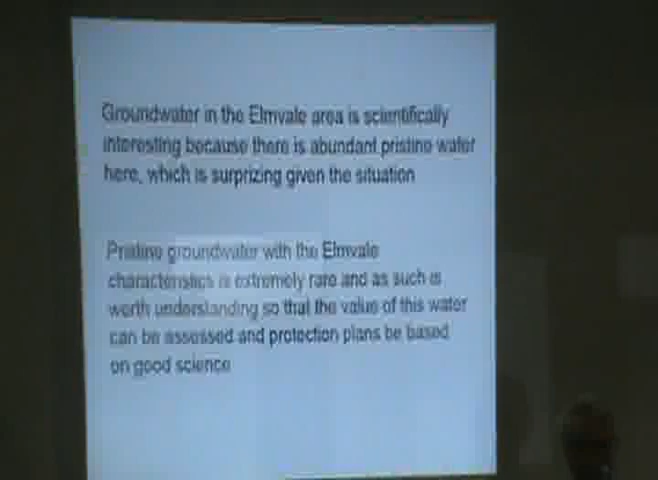 Groundwater in the Elmvale area is scientifically
interesting because there is abundant pristine water
here, which is surprizing given the situation
Pristine groundwater with the Elmvale
characteristics is extremely rare and as such is
worth understanding so that the value of this water
can be assessed and protection plans be based
on good science